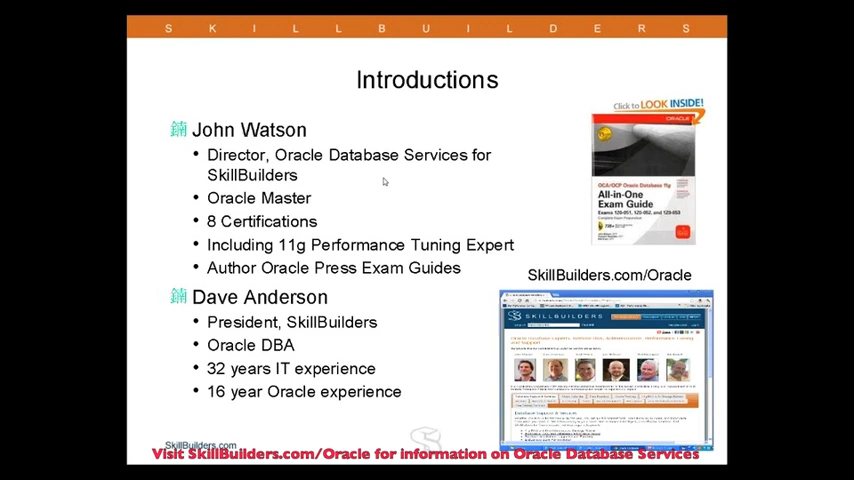 S K I L L B U I L D E R S
Introductions
鍋 John Watson
• Director, Oracle Database Services for
SkillBuilders
• Oracle Master
• 8 Certifications
• Including 11g Performance Tuning Expert
• Author Oracle Press Exam Guides
鍋 Dave Anderson
• President, SkillBuilders
• Oracle DBA
• 32 years IT experience
• 16 year Oracle experience
Click to LOOK INSIDE!
ORACLE
OCA/OCP Oracle Database 11g
All-in-One
Exam Guide
SkillBuilders.com/Oracle
SKILLBUILDERS
SkillBuilders.com
Visit SkillBuilders.com/Oracle for information on Oracle Database Services